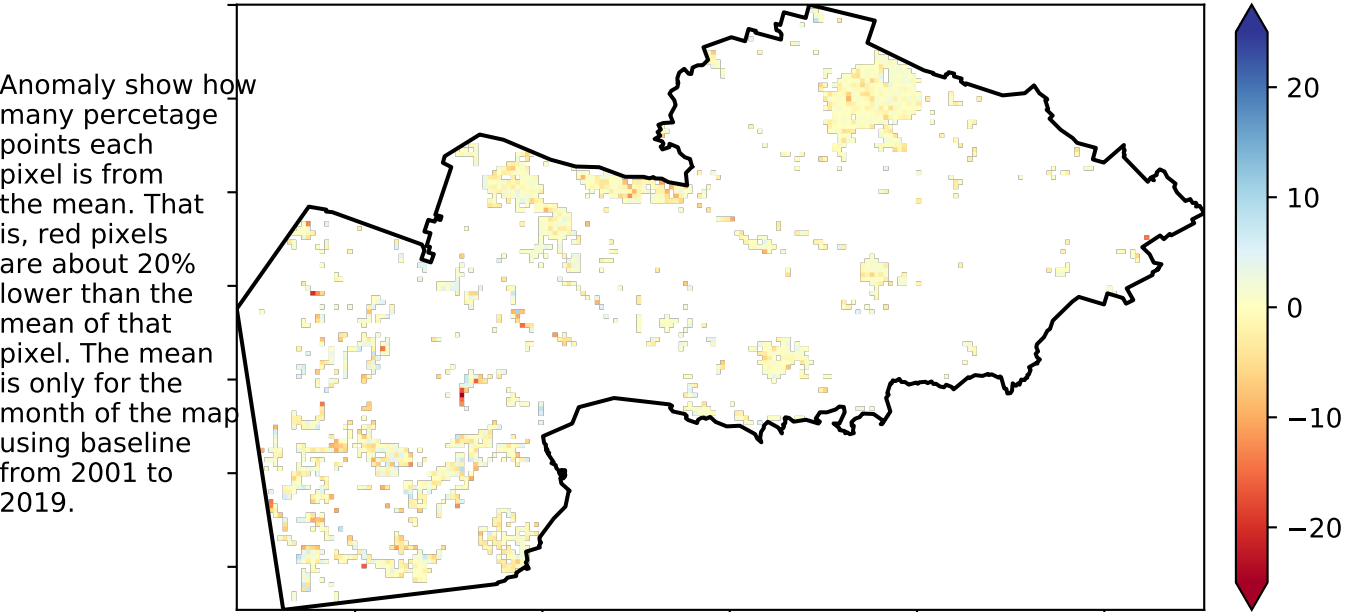 Anomaly show how
many percetage
points each
pixel is from
the mean. That
is, red pixels
are about 20%
lower than the
mean of that
pixel. The mean
is only for the
month of the map
using baseline
from 2001 to
2019.
20
10
0
−10
−20